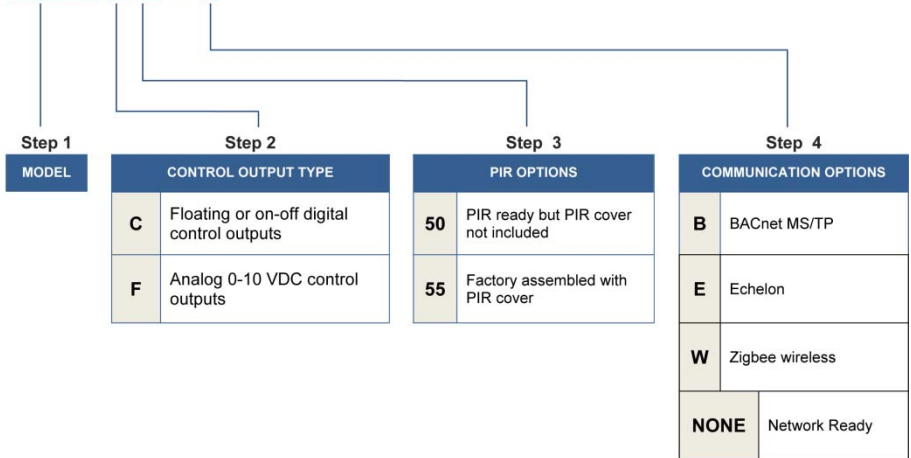 Step 1
MODEL
Step 2
CONTROL OUTPUT TYPE
C
Floating or on-off digital
control outputs
F
Analog 0-10 VDC control
outputs
Step 3
PIR OPTIONS
50
PIR ready but PIR cover
not included
55
Factory assembled with
PIR cover
Step 4
COMMUNICATION OPTIONS
B
BACnet MS/TP
E
Echelon
W
Zigbee wireless
NONE
Network Ready